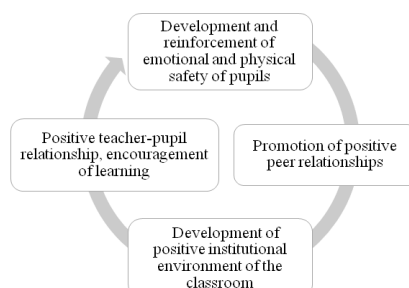 Development and
reinforcement of
emotional and physical
safety of pupils
Promotion of positive
peer relationships
Development of
positive institutional
environment of the
classroom
Positive teacher-pupil
relationship, encouragement
of learning